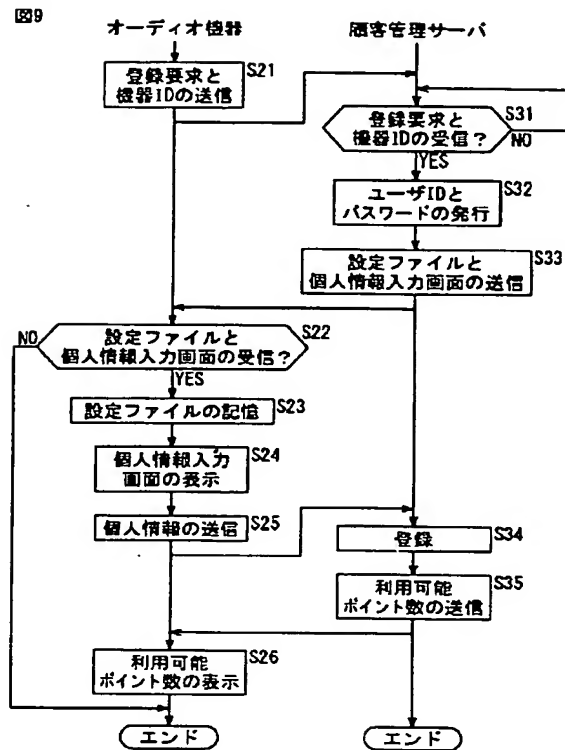 図9
オーディオ機器
顧客管理サーバ
登録要求と
機器IDの送信
S21
登録要求と
機器IDの受信？
S31
NO
YES
ユーザIDと
パスワードの発行
S32
設定ファイルと
個人情報入力画面の送信
S33
NO
設定ファイルと
個人情報入力画面の受信？
S22
YES
設定ファイルの記憶
S23
個人情報入力
画面の表示
S24
個人情報の送信
S25
登録
S34
利用可能
ポイント数の送信
S35
利用可能
ポイント数の表示
S26
エンド
エンド